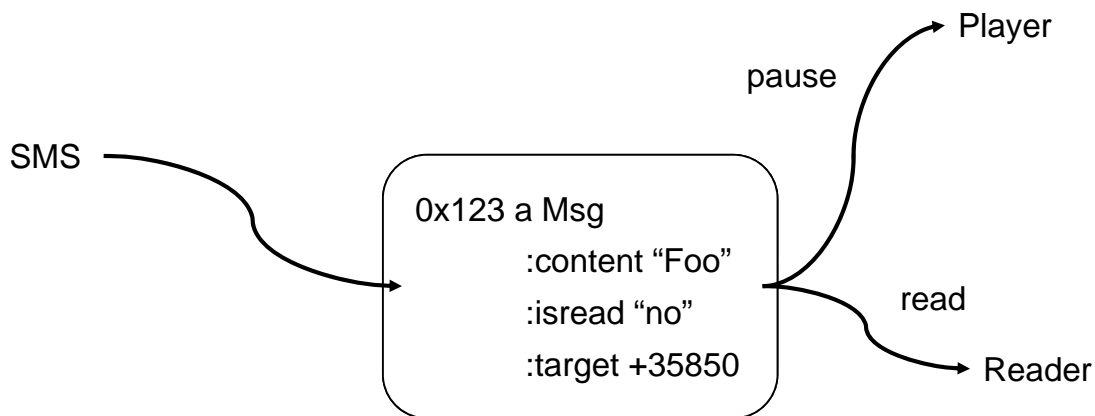 Player
pause
SMS
0x123 a Msg
:content “Foo”
:isread “no”
:target +35850
read
Reader